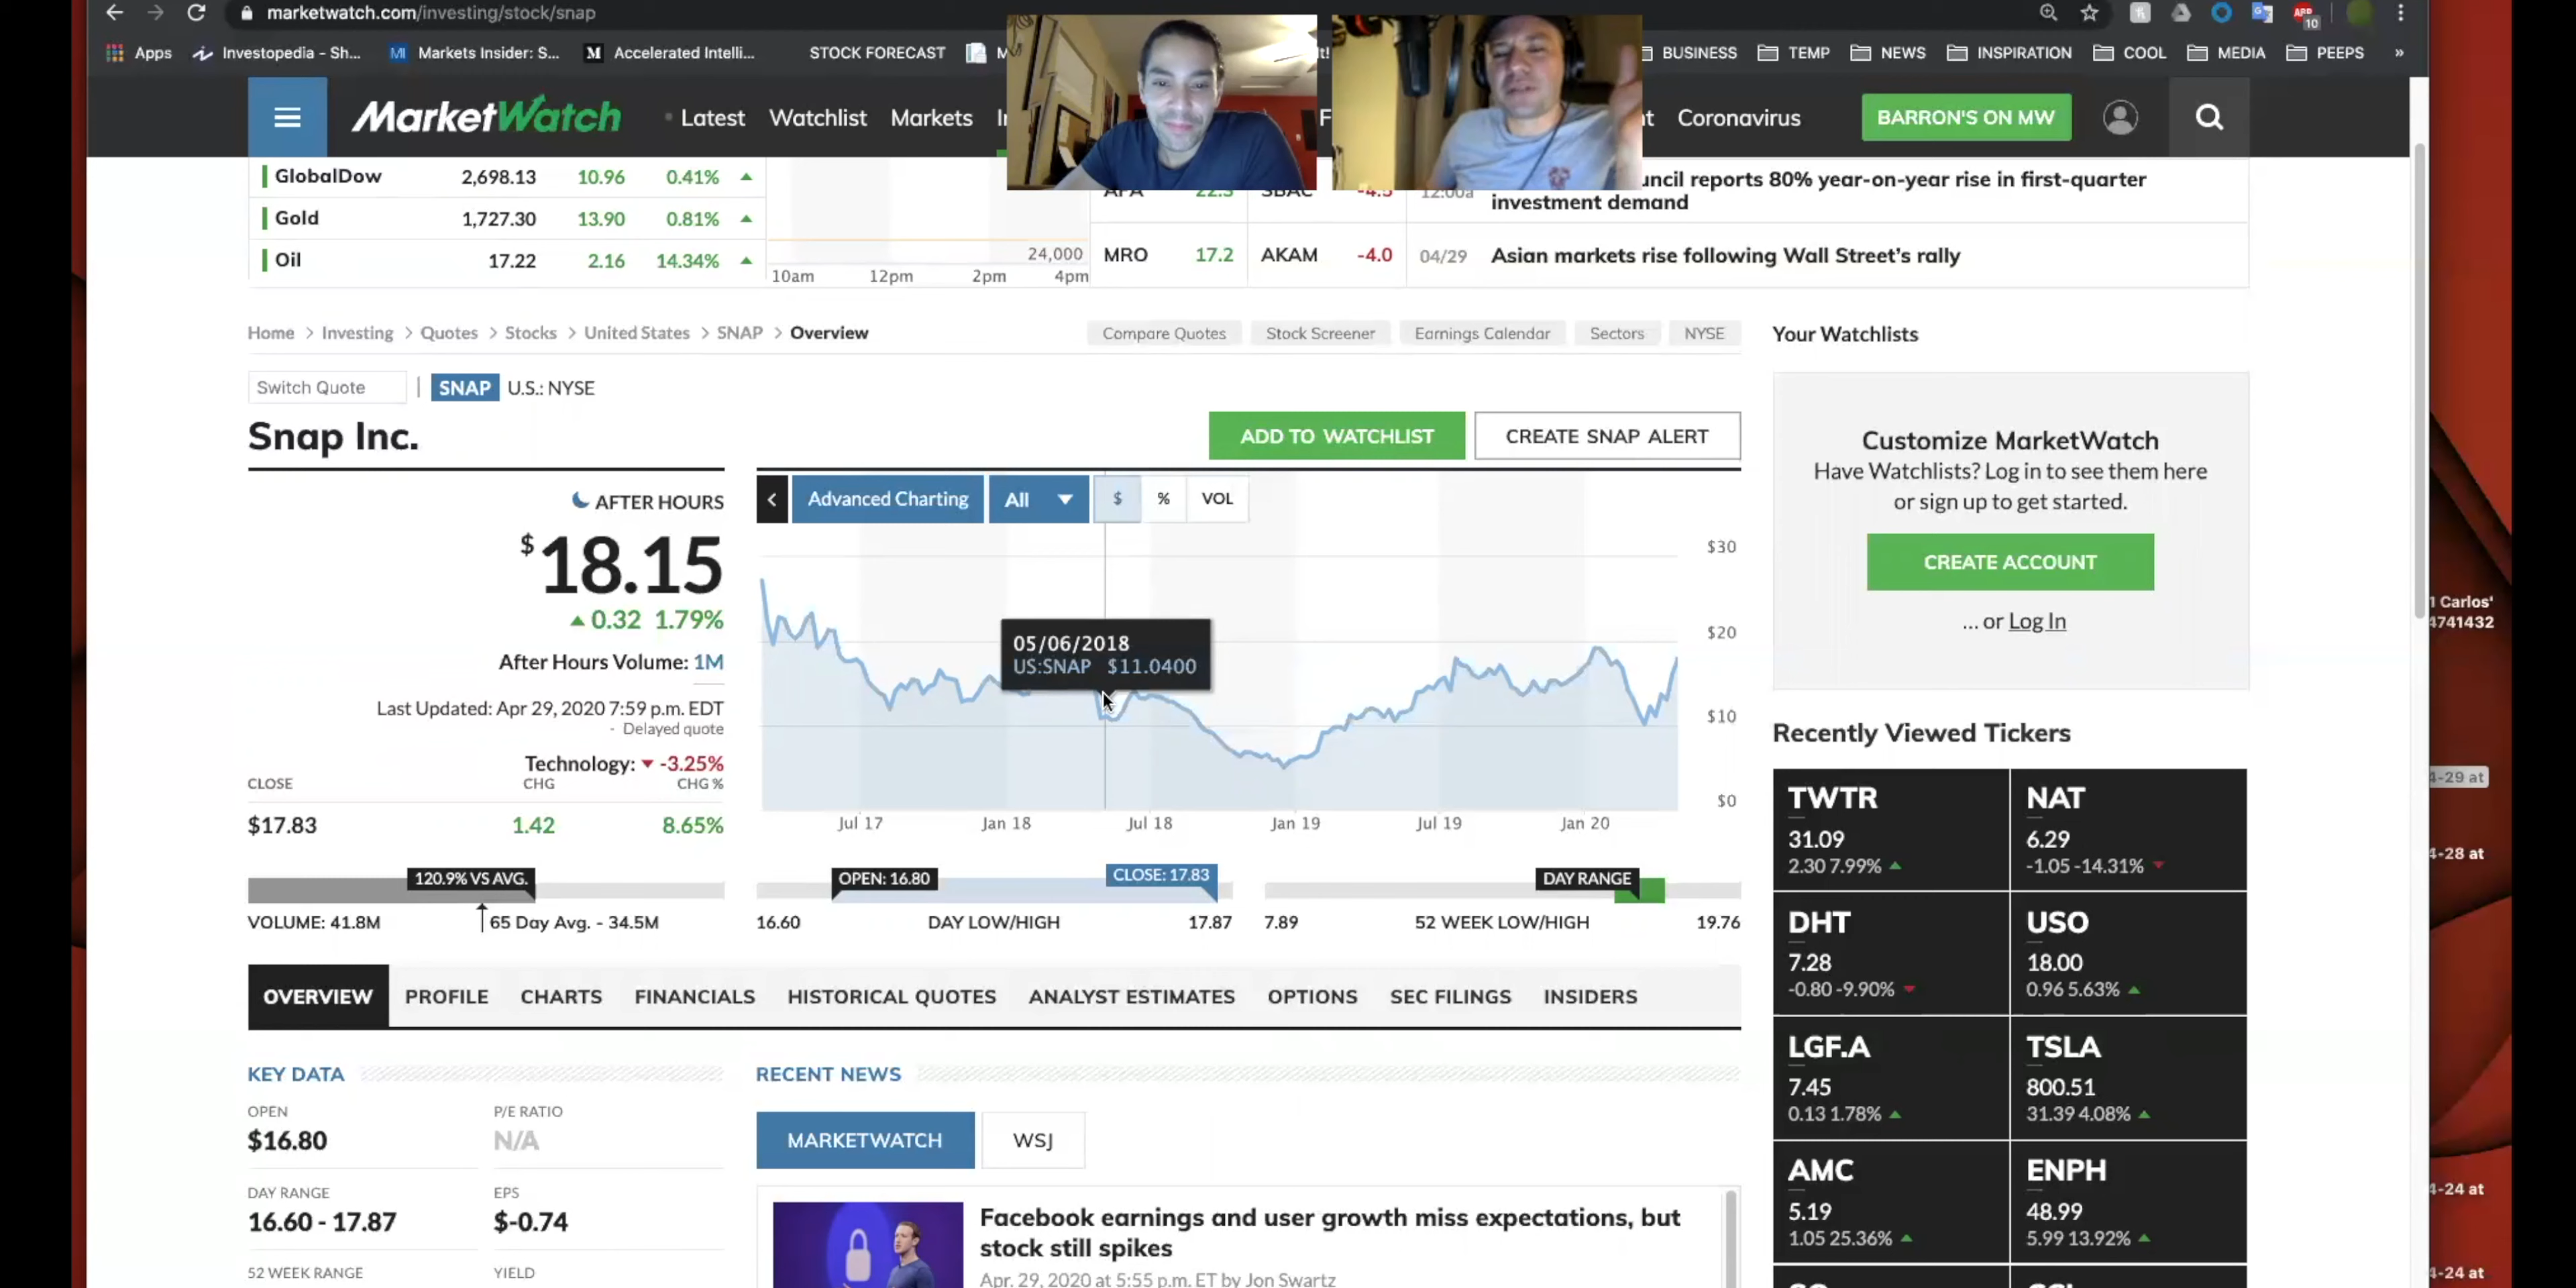 marketwatch.com/investing/stock/snap
Apps Investopedia - Sh... Markets Insider: S... Accelerated Intelli... STOCK FORECAST BUSINESS TEMP NEWS INSPIRATION COOL MEDIA PEEPS »
MarketWatch Latest Watchlist Markets Coronavirus BARRON'S ON MW
GlobalDow 2,698.13 10.96 0.41%
Gold 1,727.30 13.90 0.81%
Oil 17.22 2.16 14.34%
24,000
10am 12pm 2pm 4pm
MRO 17.2 AKAM -4.0
uncil reports 80% year-on-year rise in first-quarter
investment demand
04/29 Asian markets rise following Wall Street's rally
Home > Investing > Quotes > Stocks > United States > SNAP > Overview
Compare Quotes Stock Screener Earnings Calendar Sectors NYSE
Switch Quote | SNAP U.S.: NYSE
Snap Inc.
ADD TO WATCHLIST CREATE SNAP ALERT
AFTER HOURS
$18.15
0.32 1.79%
After Hours Volume: 1M
Last Updated: Apr 29, 2020 7:59 p.m. EDT
- Delayed quote
Technology: -3.25%
CLOSE CHG CHG %
$17.83 1.42 8.65%
120.9% VS AVG.
VOLUME: 41.8M 65 Day Avg. - 34.5M
< Advanced Charting All $ % VOL
$30
$20
$10
$0
05/06/2018
US:SNAP $11.0400
Jul 17 Jan 18 Jul 18 Jan 19 Jul 19 Jan 20
OPEN: 16.80 CLOSE: 17.83
16.60 DAY LOW/HIGH 17.87
DAY RANGE
7.89 52 WEEK LOW/HIGH 19.76
OVERVIEW PROFILE CHARTS FINANCIALS HISTORICAL QUOTES ANALYST ESTIMATES OPTIONS SEC FILINGS INSIDERS
KEY DATA
OPEN P/E RATIO
$16.80 N/A
DAY RANGE EPS
16.60 - 17.87 $-0.74
52 WEEK RANGE YIELD
RECENT NEWS
MARKETWATCH WSJ
Facebook earnings and user growth miss expectations, but
stock still spikes
Apr. 29, 2020 at 5:55 p.m. ET by Jon Swartz
Your Watchlists
Customize MarketWatch
Have Watchlists? Log in to see them here
or sign up to get started.
CREATE ACCOUNT
... or Log In
Recently Viewed Tickers
TWTR NAT
31.09 6.29
2.30 7.99% -1.05 -14.31%
DHT USO
7.28 18.00
-0.80 -9.90% 0.96 5.63%
LGF.A TSLA
7.45 800.51
0.13 1.78% 31.39 4.08%
AMC ENPH
5.19 48.99
1.05 25.36% 5.99 13.92%
Carlos'
4741432
4-29 at
4-28 at
4-24 at
4-24 at